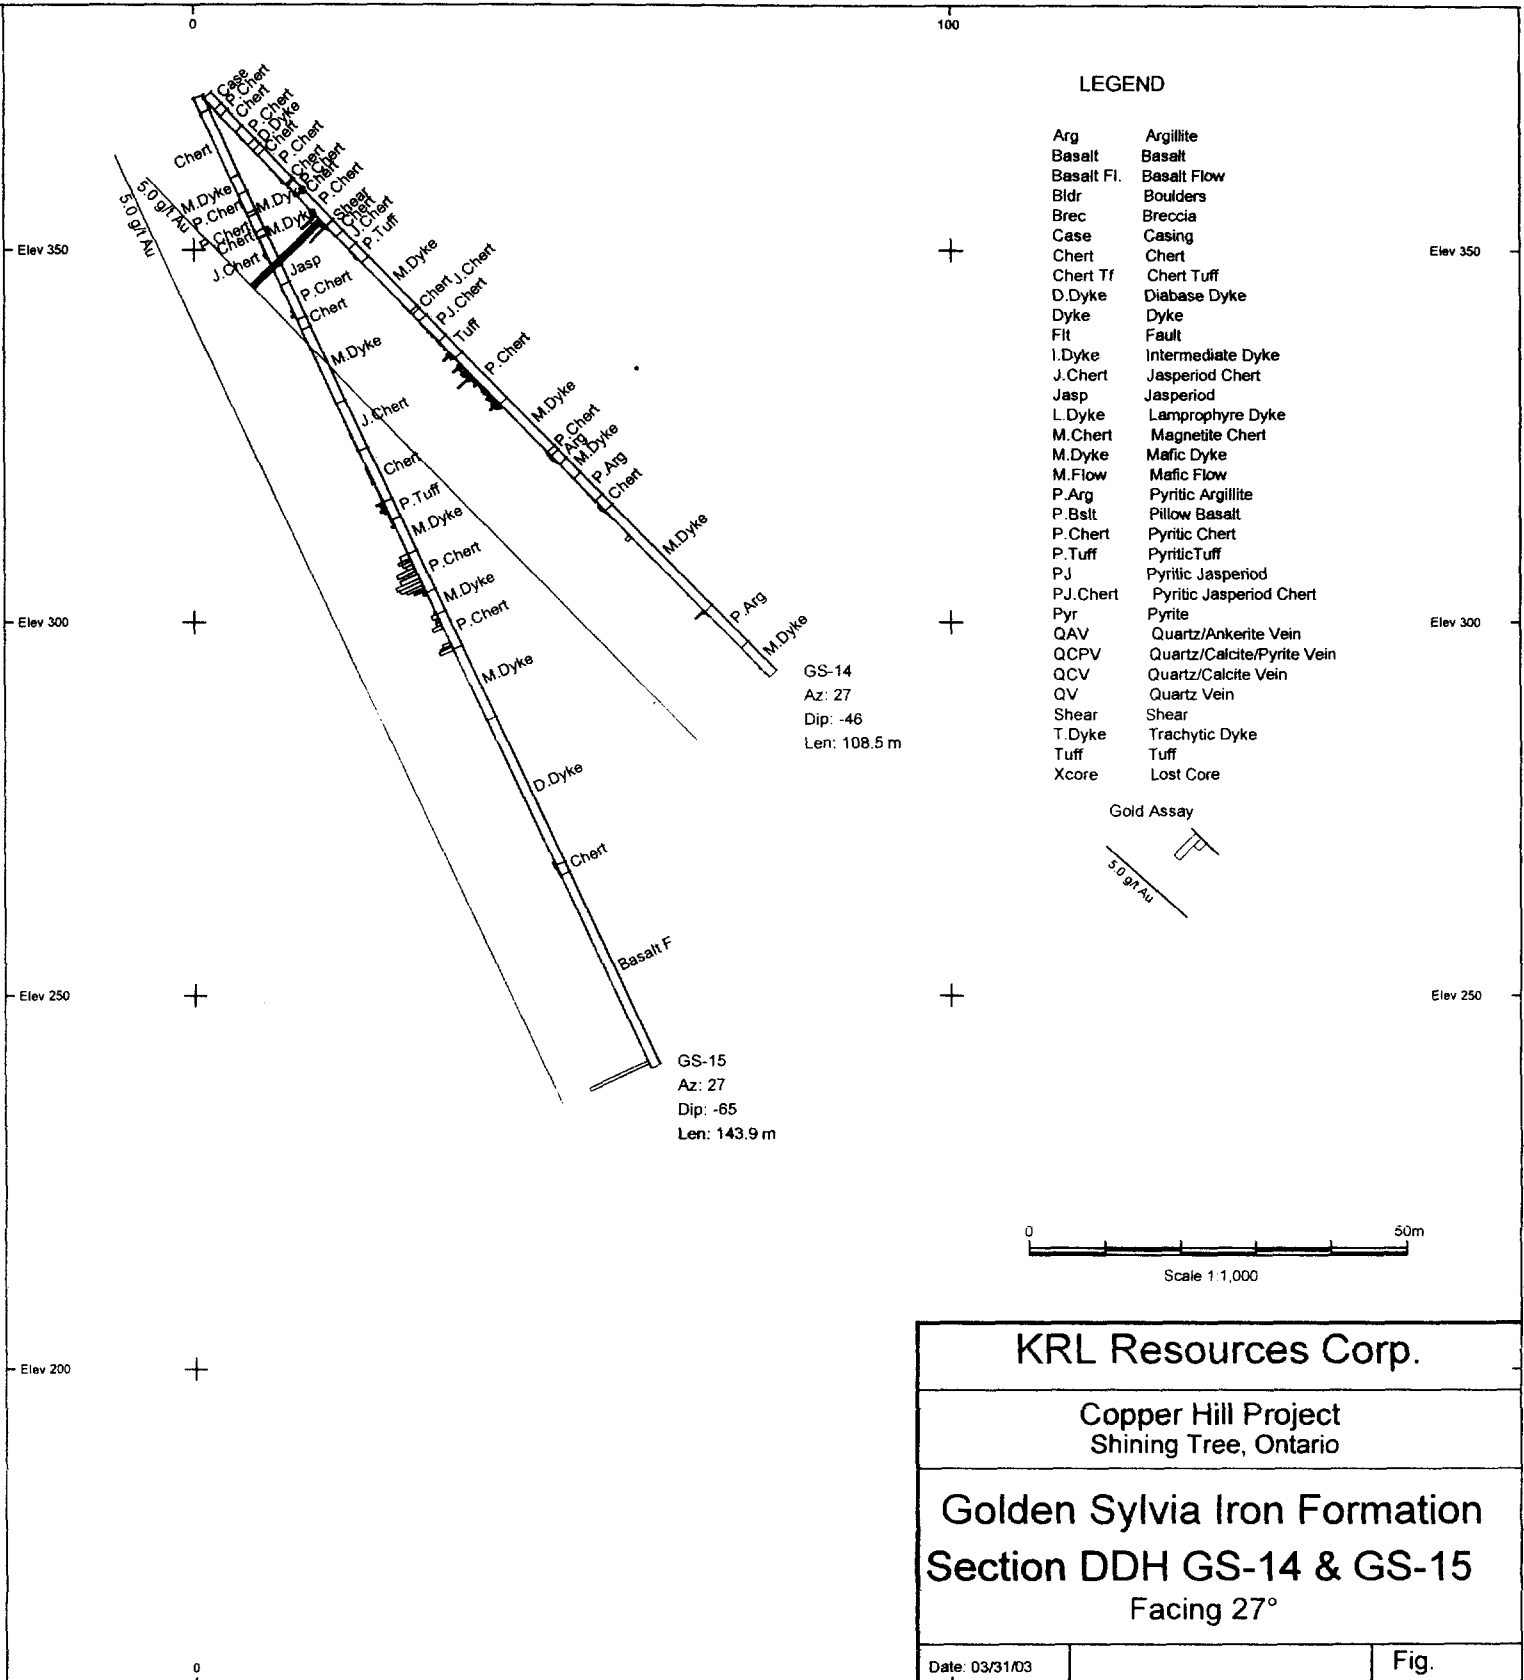 0
100
Case
P.Chert
Chert
P.Chert
D.Dyke
Chert
P.Chert
Chert
P.Chert
Chert
P.Chert
Shear
Chert
J.Chert
P.Tuff
M.Dyke
Chert
J.Chert
PJ.Chert
Tuff
P.Chert
M.Dyke
P.Chert
Arg
M.Dyke
P.Arg
Chert
M.Dyke
P.Arg
M.Dyke
GS-14
Az: 27
Dip: -46
Len: 108.5 m
Chert
M.Dyke
P.Chert
M.Dyke
M.Dyke
P.Chert
Chert
J.Chert
Jasp
P.Chert
Chert
M.Dyke
J.Chert
Chert
P.Tuff
M.Dyke
P.Chert
M.Dyke
P.Chert
M.Dyke
D.Dyke
Chert
Basalt F
GS-15
Az: 27
Dip: -65
Len: 143.9 m
5.0 g/t Au
5.0 g/t Au
Elev 350
Elev 350
Elev 300
Elev 300
Elev 250
Elev 250
Elev 200
0
LEGEND
Arg Argillite
Basalt Basalt
Basalt Fl. Basalt Flow
Bldr Boulders
Brec Breccia
Case Casing
Chert Chert
Chert Tf Chert Tuff
D.Dyke Diabase Dyke
Dyke Dyke
Flt Fault
I.Dyke Intermediate Dyke
J.Chert Jasperiod Chert
Jasp Jasperiod
L.Dyke Lamprophyre Dyke
M.Chert Magnetite Chert
M.Dyke Mafic Dyke
M.Flow Mafic Flow
P.Arg Pyritic Argillite
P.Bslt Pillow Basalt
P.Chert Pyritic Chert
P.Tuff PyriticTuff
PJ Pyritic Jasperiod
PJ.Chert Pyritic Jasperiod Chert
Pyr Pyrite
QAV Quartz/Ankerite Vein
QCPV Quartz/Calcite/Pyrite Vein
QCV Quartz/Calcite Vein
QV Quartz Vein
Shear Shear
T.Dyke Trachytic Dyke
Tuff Tuff
Xcore Lost Core
Gold Assay
5.0 g/t Au
0 50m
Scale 1:1,000
KRL Resources Corp.
Copper Hill Project
Shining Tree, Ontario
Golden Sylvia Iron Formation
Section DDH GS-14 & GS-15
Facing 27°
Date: 03/31/03
Fig.